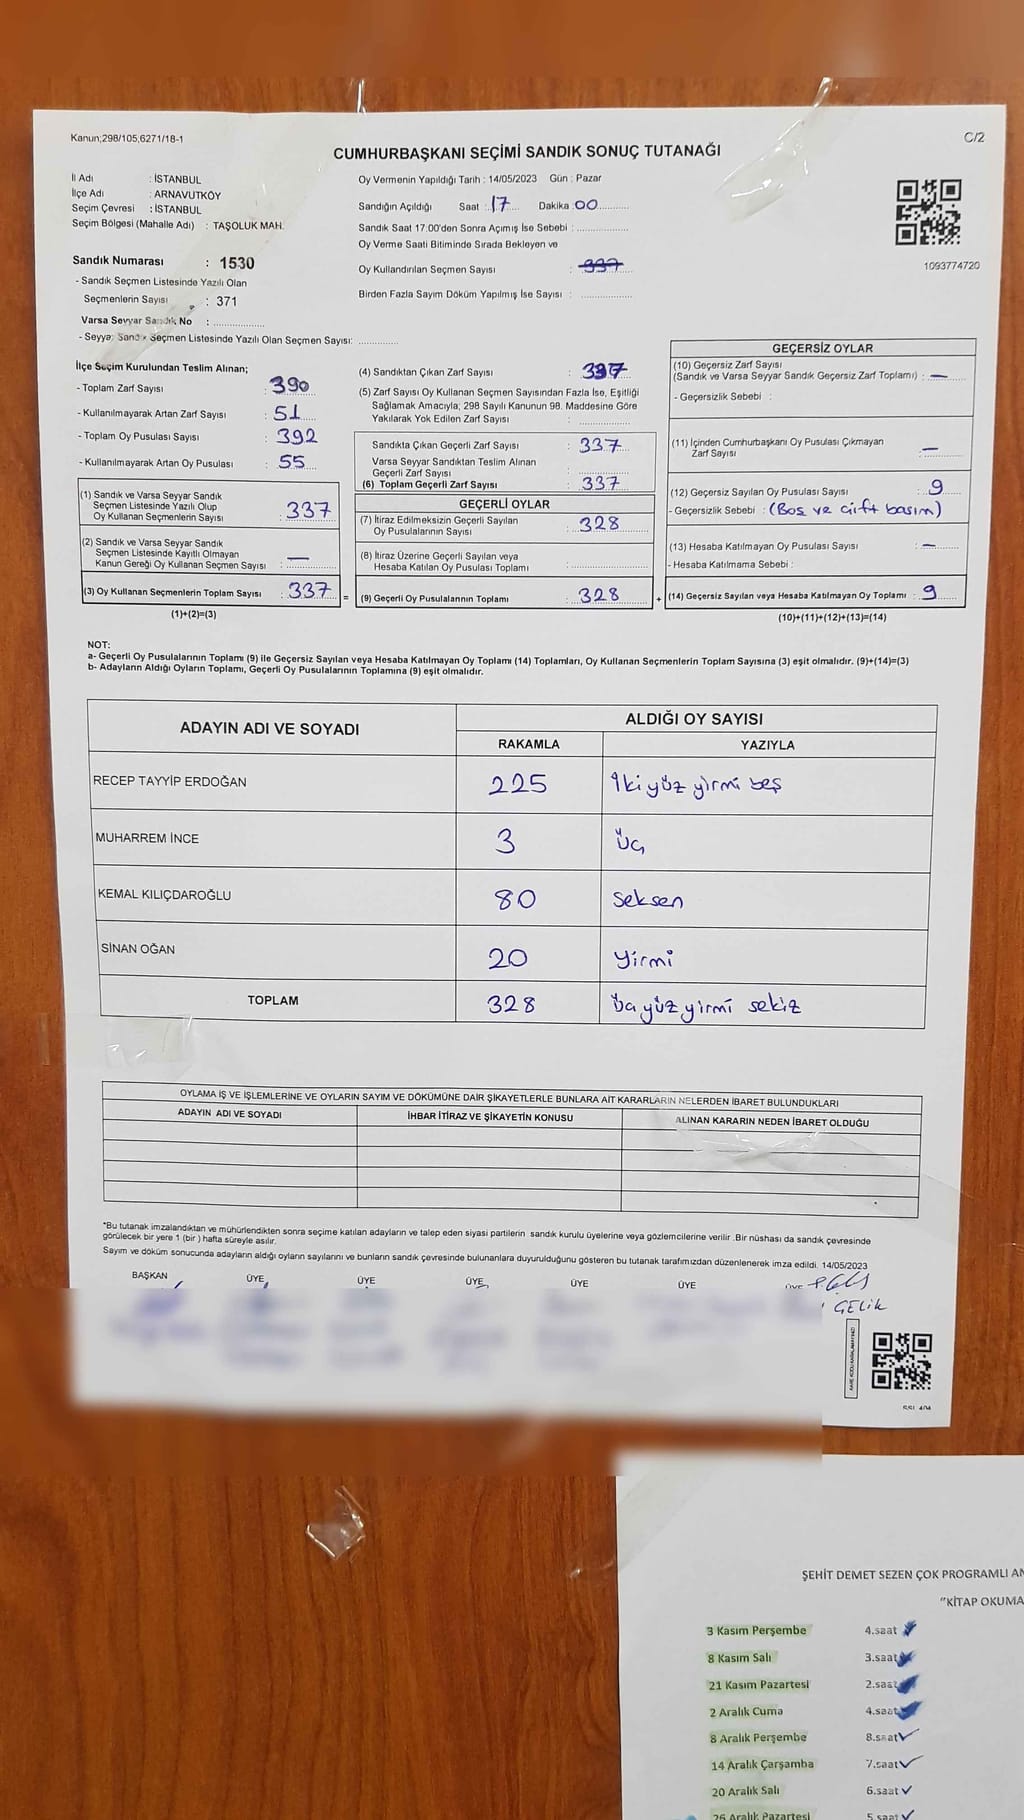 Kanun;298/105;6271/18-1
C/2
CUMHURBAŞKANI SEÇİMİ SANDIK SONUÇ TUTANAĞI
İl Adı : İSTANBUL
İlçe Adı : ARNAVUTKÖY
Seçim Çevresi : İSTANBUL
Seçim Bölgesi (Mahalle Adı) : TAŞOLUK MAH.
Sandık Numarası : 1530
- Sandık Seçmen Listesinde Yazılı Olan
Seçmenlerin Sayısı : 371
Varsa Seyyar Sandık No : ..................
- Seyyar Sandık Seçmen Listesinde Yazılı Olan Seçmen Sayısı: ..............
Oy Vermenin Yapıldığı Tarih : 14/05/2023 Gün : Pazar
Sandığın Açıldığı Saat : 17 Dakika : 00
Sandık Saat 17:00'den Sonra Açımış İse Sebebi : ..................
Oy Verme Saati Bitiminde Sırada Bekleyen ve
Oy Kullandırılan Seçmen Sayısı : 337
Birden Fazla Sayım Döküm Yapılmış İse Sayısı : ..................
1093774720
İlçe Seçim Kurulundan Teslim Alınan;
- Toplam Zarf Sayısı : 390
- Kullanılmayarak Artan Zarf Sayısı : 51
- Toplam Oy Pusulası Sayısı : 392
- Kullanılmayarak Artan Oy Pusulası : 55
(1) Sandık ve Varsa Seyyar Sandık
Seçmen Listesinde Yazılı Olup
Oy Kullanan Seçmenlerin Sayısı : 337
(2) Sandık ve Varsa Seyyar Sandık
Seçmen Listesinde Kayıtlı Olmayan
Kanun Gereği Oy Kullanan Seçmen Sayısı : —
(3) Oy Kullanan Seçmenlerin Toplam Sayısı : 337 =
(1)+(2)=(3)
(4) Sandıktan Çıkan Zarf Sayısı : 337
(5) Zarf Sayısı Oy Kullanan Seçmen Sayısından Fazla İse, Eşitliği
Sağlamak Amacıyla; 298 Sayılı Kanunun 98. Maddesine Göre
Yakılarak Yok Edilen Zarf Sayısı : ..................
Sandıkta Çıkan Geçerli Zarf Sayısı : 337
Varsa Seyyar Sandıktan Teslim Alınan
Geçerli Zarf Sayısı : ..................
(6) Toplam Geçerli Zarf Sayısı : 337
GEÇERLİ OYLAR
(7) İtiraz Edilmeksizin Geçerli Sayılan
Oy Pusulalarının Sayısı : 328
(8) İtiraz Üzerine Geçerli Sayılan veya
Hesaba Katılan Oy Pusulası Toplamı : ..................
(9) Geçerli Oy Pusulalarının Toplamı : 328 +
GEÇERSİZ OYLAR
(10) Geçersiz Zarf Sayısı
(Sandık ve Varsa Seyyar Sandık Geçersiz Zarf Toplamı) : —
- Geçersizlik Sebebi :
(11) İçinden Cumhurbaşkanı Oy Pusulası Çıkmayan
Zarf Sayısı : —
(12) Geçersiz Sayılan Oy Pusulası Sayısı : 9
- Geçersizlik Sebebi : (Boş ve çift basım)
(13) Hesaba Katılmayan Oy Pusulası Sayısı : —
- Hesaba Katılmama Sebebi :
(14) Geçersiz Sayılan veya Hesaba Katılmayan Oy Toplamı : 9
(10)+(11)+(12)+(13)=(14)
NOT:
a- Geçerli Oy Pusulalarının Toplamı (9) ile Geçersiz Sayılan veya Hesaba Katılmayan Oy Toplamı (14) Toplamları, Oy Kullanan Seçmenlerin Toplam Sayısına (3) eşit olmalıdır. (9)+(14)=(3)
b- Adayların Aldığı Oyların Toplamı, Geçerli Oy Pusulalarının Toplamına (9) eşit olmalıdır.
ADAYIN ADI VE SOYADI ALDIĞI OY SAYISI
RAKAMLA YAZIYLA
RECEP TAYYİP ERDOĞAN 225 İkiyüz yirmi beş
MUHARREM İNCE 3 Üç
KEMAL KILIÇDAROĞLU 80 Seksen
SİNAN OĞAN 20 Yirmi
TOPLAM 328 Üçyüz yirmi sekiz
OYLAMA İŞ VE İŞLEMLERİNE VE OYLARIN SAYIM VE DÖKÜMÜNE DAİR ŞİKAYETLERLE BUNLARA AİT KARARLARIN NELERDEN İBARET BULUNDUKLARI
ADAYIN ADI VE SOYADI İHBAR İTİRAZ VE ŞİKAYETİN KONUSU ALINAN KARARIN NEDEN İBARET OLDUĞU
*Bu tutanak imzalandıktan ve mühürlendikten sonra seçime katılan adayların ve talep eden siyasi partilerin sandık kurulu üyelerine veya gözlemcilerine verilir .Bir nüshası da sandık çevresinde
görülecek bir yere 1 (bir ) hafta süreyle asılır.
Sayım ve döküm sonucunda adayların aldığı oyların sayılarını ve bunların sandık çevresinde bulunanlara duyurulduğunu gösteren bu tutanak tarafımızdan düzenlenerek imza edildi. 14/05/2023
BAŞKAN ÜYE ÜYE ÜYE ÜYE ÜYE ÜYE
ÇELİK
ŞEHİT DEMET SEZEN ÇOK PROGRAMLI
"KİTAP OKUMA
3 Kasım Perşembe 4.saat
8 Kasım Salı 3.saat
21 Kasım Pazartesi 2.saat
2 Aralık Cuma 4.saat
8 Aralık Perşembe 8.saat
14 Aralık Çarşamba 7.saat
20 Aralık Salı 6.saat
26 Aralık Pazartesi 5.saat